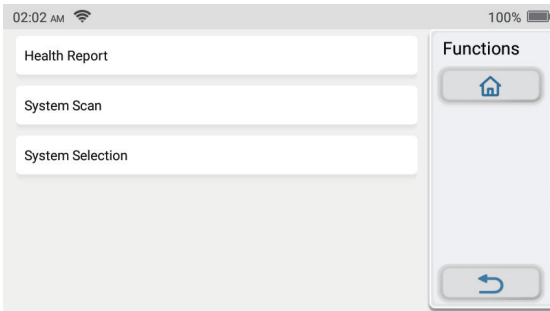 02:02 AM
100%
Functions
Health Report
System Scan
System Selection